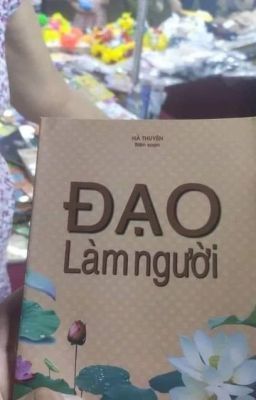 HÀ THUYÊN
Biên soạn
ĐẠO
Làm người